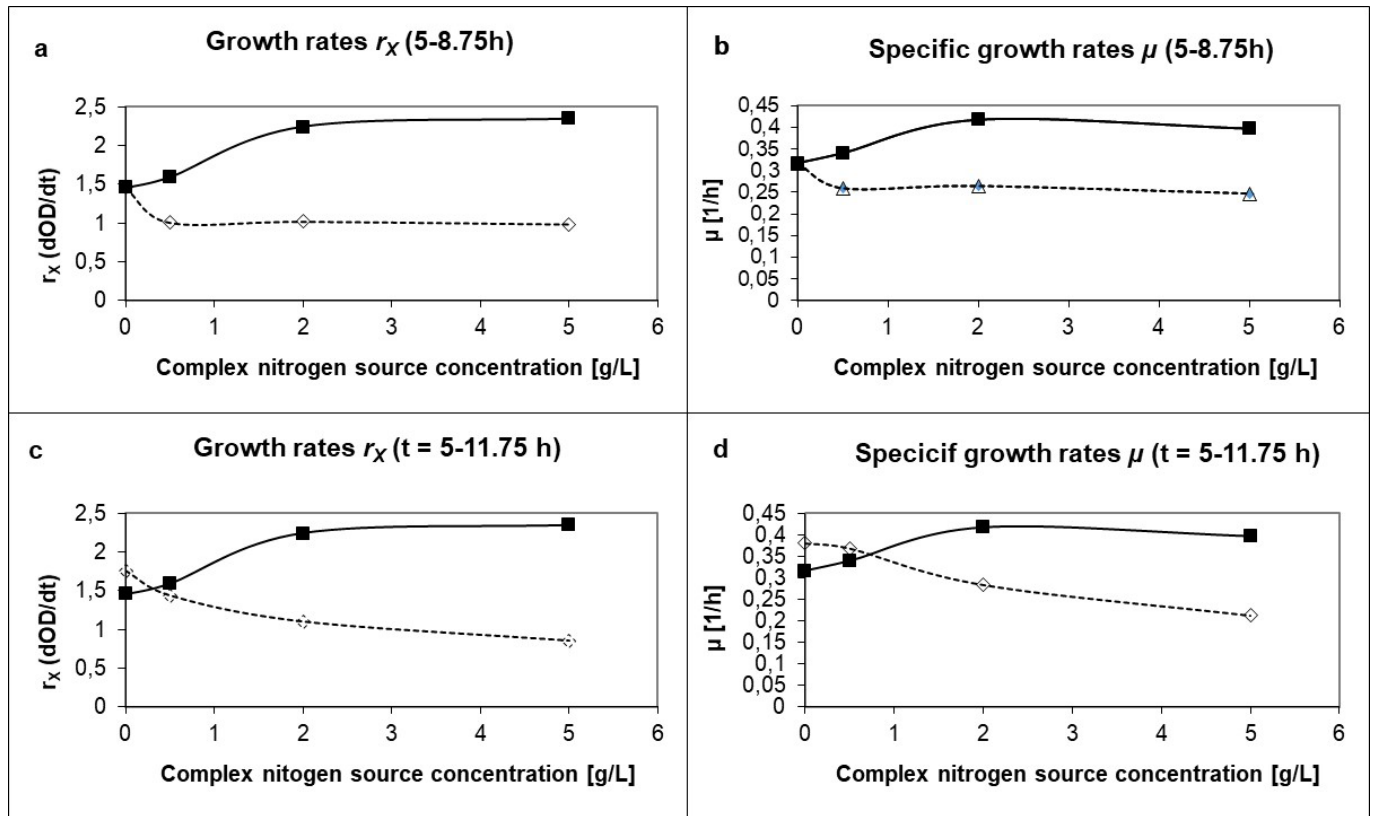 a
Growth rates rX (5-8.75h)
rX (dOD/dt)
2,5
2
1,5
1
0,5
0
0 1 2 3 4 5 6
Complex nitrogen source concentration [g/L]
b
Specific growth rates µ (5-8.75h)
µ [1/h]
0,45
0,4
0,35
0,3
0,25
0,2
0,15
0,1
0,05
0
0 1 2 3 4 5 6
Complex nitrogen source concentration [g/L]
c
Growth rates rX (t = 5-11.75 h)
rX (dOD/dt)
2,5
2
1,5
1
0,5
0
0 1 2 3 4 5 6
Complex nitogen source concentration [g/L]
d
Specicif growth rates µ (t = 5-11.75 h)
µ [1/h]
0,45
0,4
0,35
0,3
0,25
0,2
0,15
0,1
0,05
0
0 1 2 3 4 5 6
Complex nitrogen source concentration [g/L]